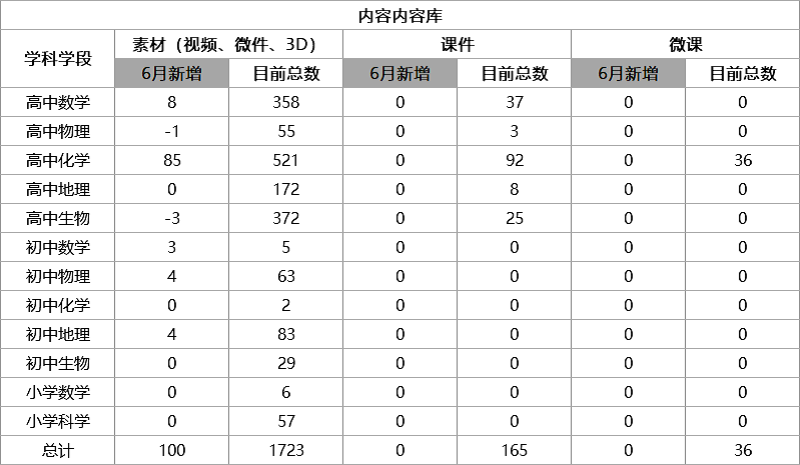 内容内容库
学科学段 素材（视频、微件、3D） 课件 微课
6月新增 目前总数 6月新增 目前总数 6月新增 目前总数
高中数学 8 358 0 37 0 0
高中物理 -1 55 0 3 0 0
高中化学 85 521 0 92 0 36
高中地理 0 172 0 8 0 0
高中生物 -3 372 0 25 0 0
初中数学 3 5 0 0 0 0
初中物理 4 63 0 0 0 0
初中化学 0 2 0 0 0 0
初中地理 4 83 0 0 0 0
初中生物 0 29 0 0 0 0
小学数学 0 6 0 0 0 0
小学科学 0 57 0 0 0 0
总计 100 1723 0 165 0 36